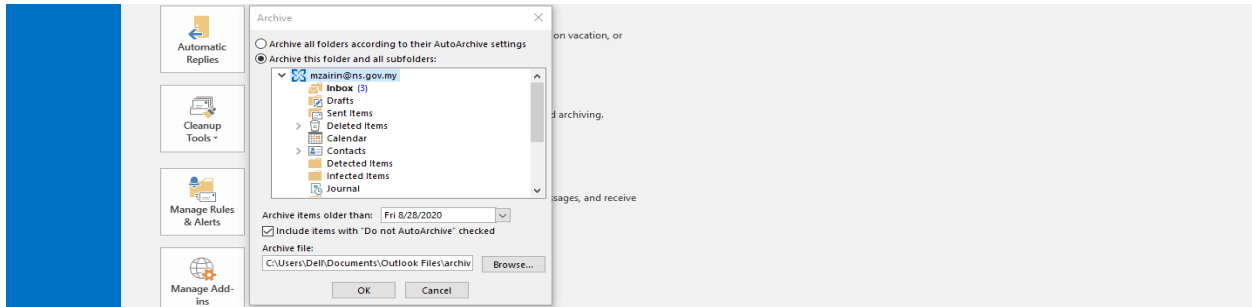 Automatic
Replies
Cleanup
Tools
Manage Rules
& Alerts
Manage Add-
ins
Archive
Archive all folders according to their AutoArchive settings
Archive this folder and all subfolders:
mzairin@ns.gov.my
Inbox (3)
Drafts
Sent Items
Deleted Items
Calendar
Contacts
Detected Items
Infected Items
Journal
Archive items older than: Fri 8/28/2020
Include items with "Do not AutoArchive" checked
Archive file:
C:\Users\Dell\Documents\Outlook Files\archiv Browse...
OK Cancel
on vacation, or
d archiving.
ssages, and receive